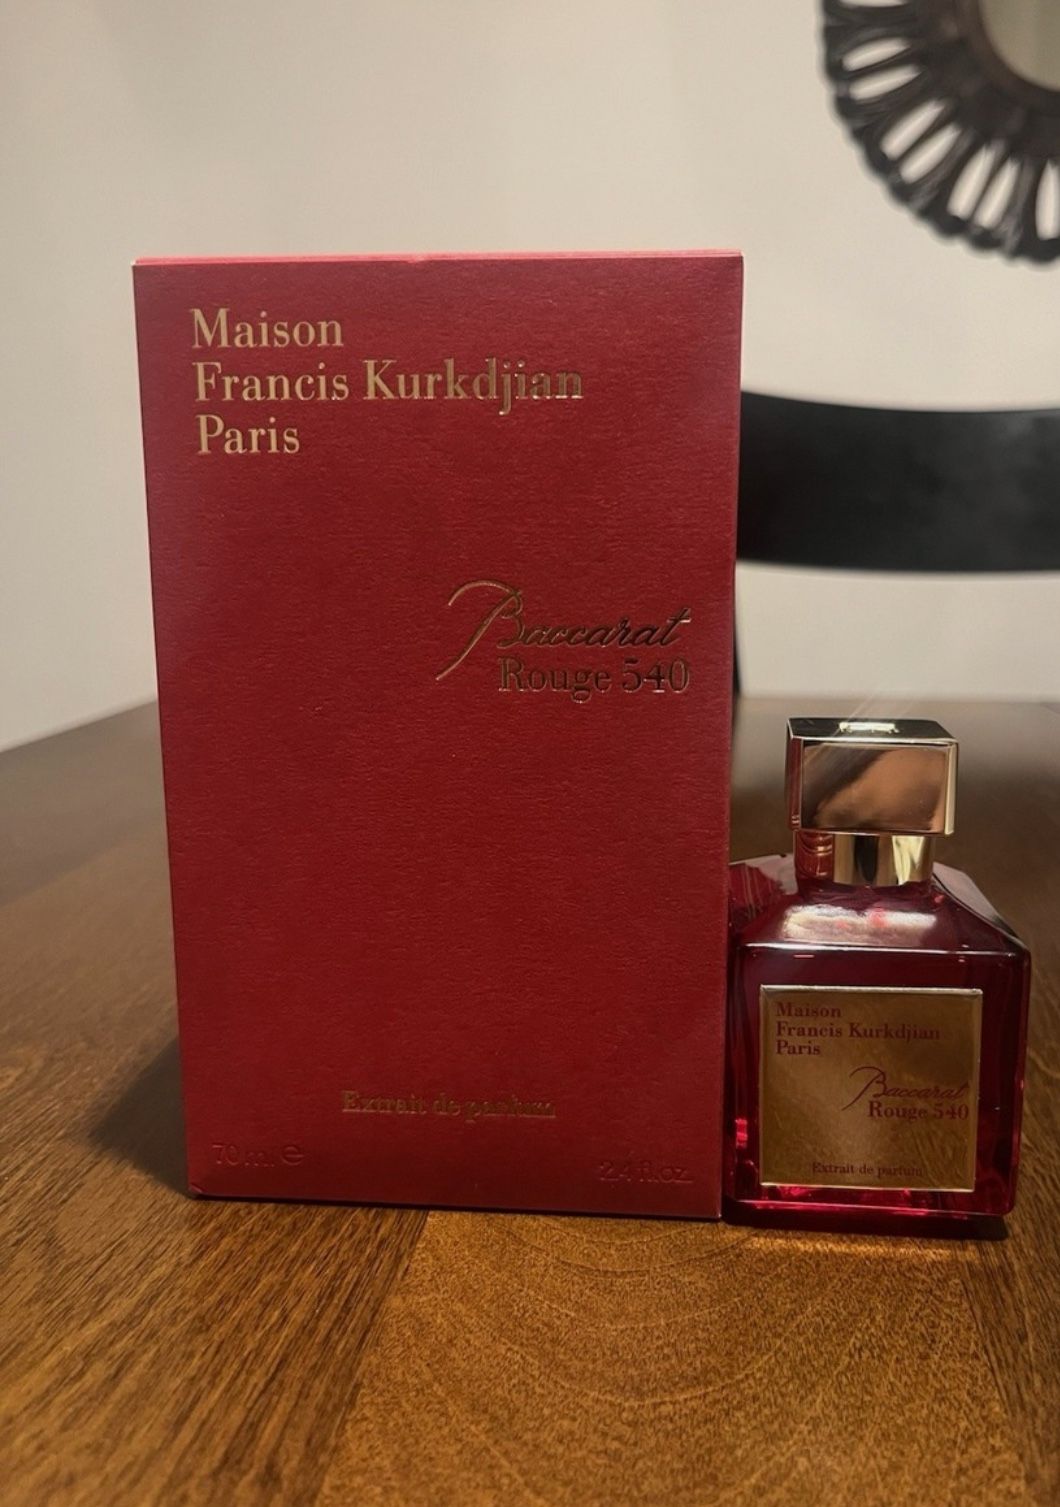 Maison
Francis Kurkdjian
Paris
Baccarat
Rouge 540
Extrait de parfum
70 ml e
2.4 fl.oz
Maison
Francis Kurkdjian
Paris
Baccarat
Rouge 540
Extrait de parfum